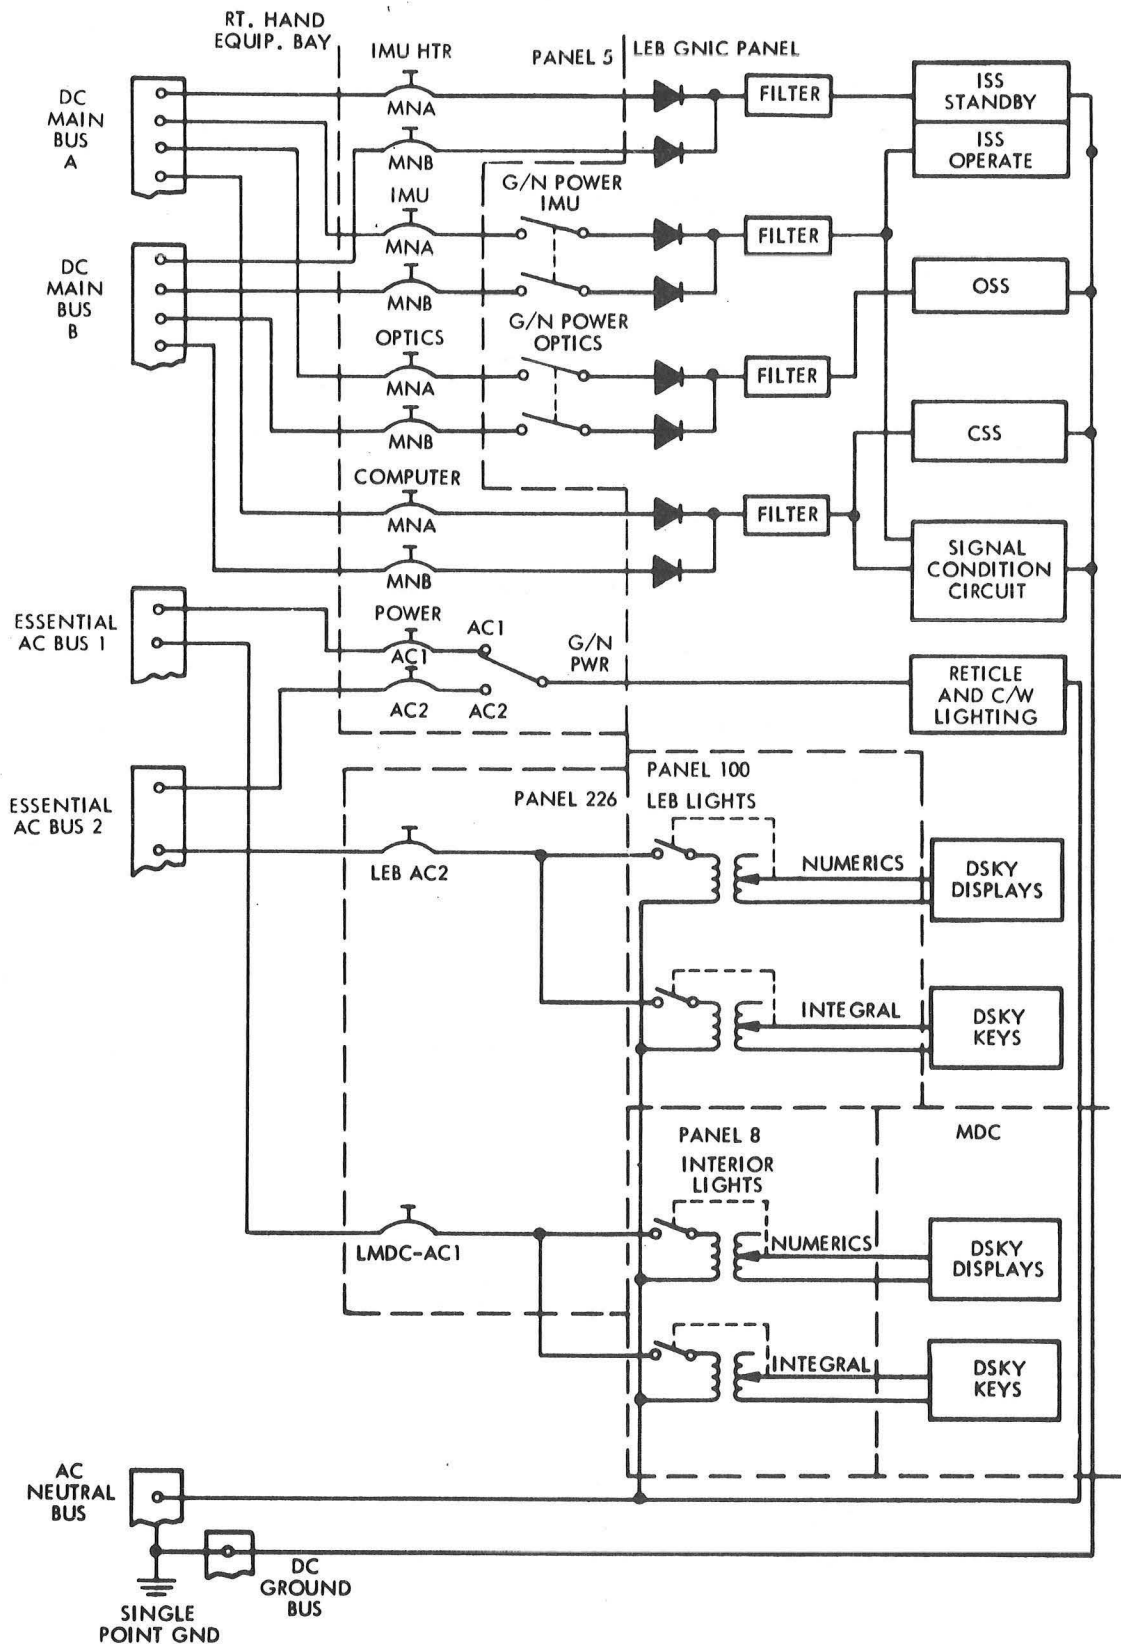 RT. HAND
EQUIP. BAY
IMU HTR
PANEL 5
LEB GNIC PANEL
DC
MAIN
BUS
A
MNA
FILTER
ISS
STANDBY
MNB
ISS
OPERATE
G/N POWER
IMU
IMU
MNA
FILTER
DC
MAIN
BUS
B
MNB
OSS
G/N POWER
OPTICS
OPTICS
MNA
FILTER
MNB
CSS
COMPUTER
MNA
FILTER
SIGNAL
CONDITION
CIRCUIT
MNB
ESSENTIAL
AC BUS 1
POWER
AC1
AC1
G/N
PWR
AC2
AC2
RETICLE
AND C/W
LIGHTING
PANEL 100
LEB LIGHTS
PANEL 226
ESSENTIAL
AC BUS 2
LEB AC2
NUMERICS
DSKY
DISPLAYS
INTEGRAL
DSKY
KEYS
PANEL 8
INTERIOR
LIGHTS
MDC
LMDC-AC1
NUMERICS
DSKY
DISPLAYS
INTEGRAL
DSKY
KEYS
AC
NEUTRAL
BUS
DC
GROUND
BUS
SINGLE
POINT GND